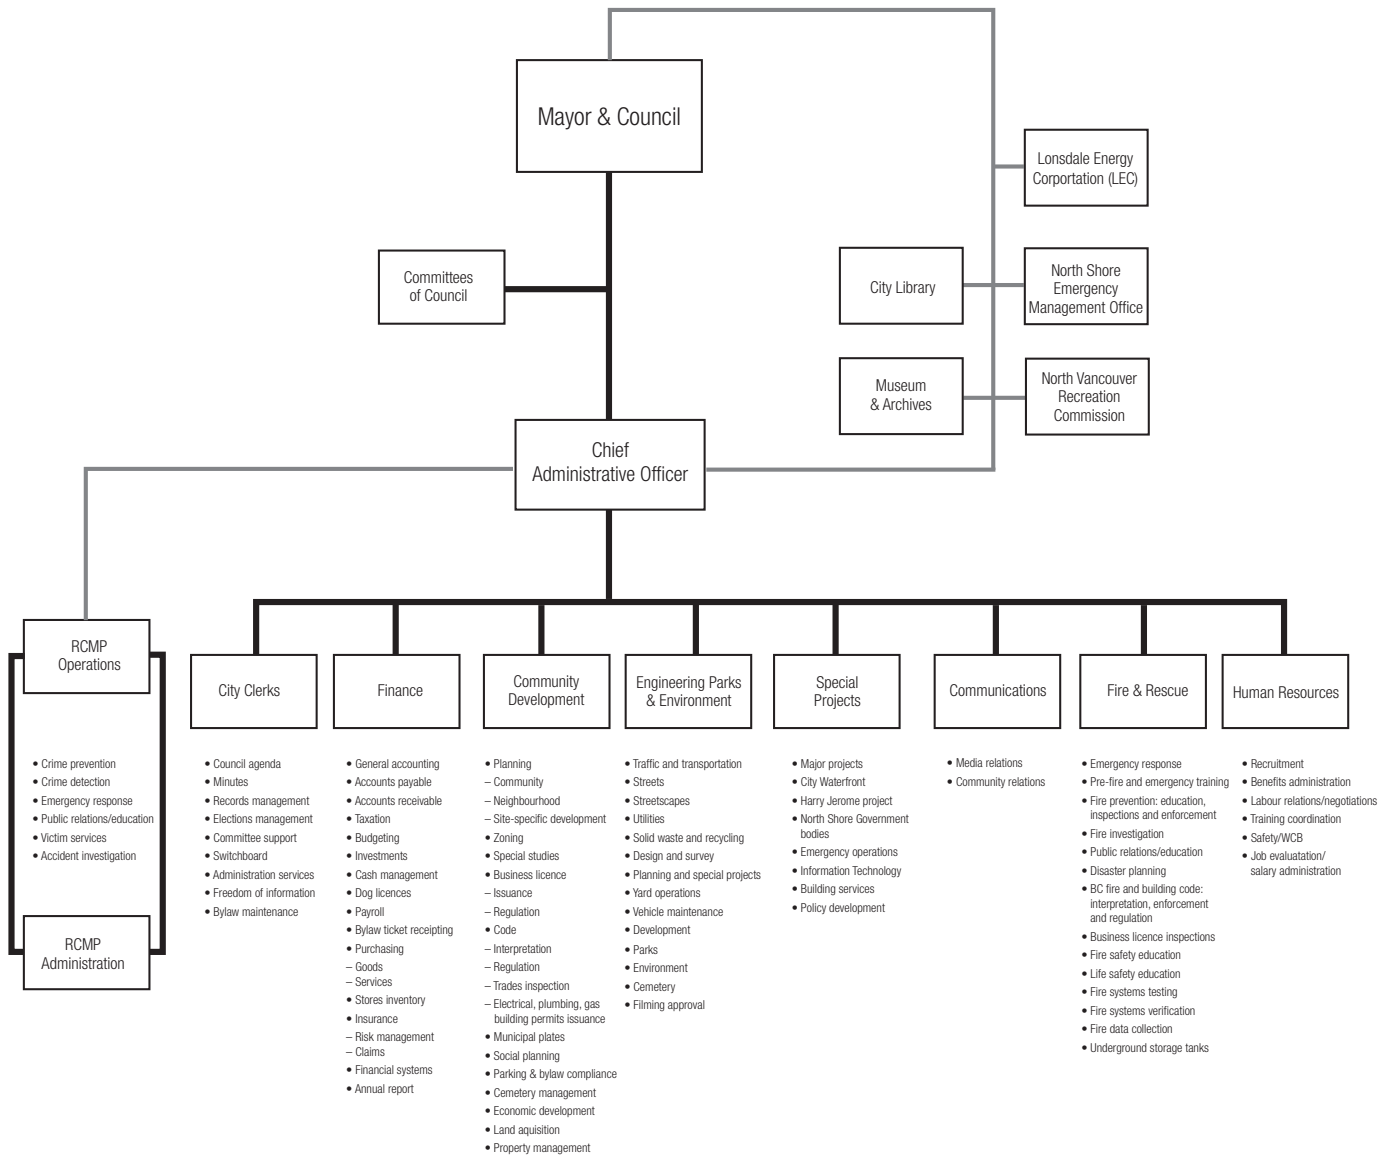 Mayor & Council
Lonsdale Energy
Corportation (LEC)
Committees
of Council
City Library
North Shore
Emergency
Management Office
Museum
& Archives
North Vancouver
Recreation
Commission
Chief
Administrative Officer
RCMP
Operations
• Crime prevention
• Crime detection
• Emergency response
• Public relations/education
• Victim services
• Accident investigation
RCMP
Administration
City Clerks
• Council agenda
• Minutes
• Records management
• Elections management
• Committee support
• Switchboard
• Administration services
• Freedom of information
• Bylaw maintenance
Finance
• General accounting
• Accounts payable
• Accounts receivable
• Taxation
• Budgeting
• Investments
• Cash management
• Dog licences
• Payroll
• Bylaw ticket receipting
• Purchasing
– Goods
– Services
• Stores inventory
• Insurance
– Risk management
– Claims
• Financial systems
• Annual report
Community
Development
• Planning
– Community
– Neighbourhood
– Site-specific development
• Zoning
• Special studies
• Business licence
– Issuance
– Regulation
• Code
– Interpretation
– Regulation
– Trades inspection
– Electrical, plumbing, gas
building permits issuance
• Municipal plates
• Social planning
• Parking & bylaw compliance
• Cemetery management
• Economic development
• Land aquisition
• Property management
Engineering Parks
& Environment
• Traffic and transportation
• Streets
• Streetscapes
• Utilities
• Solid waste and recycling
• Design and survey
• Planning and special projects
• Yard operations
• Vehicle maintenance
• Development
• Parks
• Environment
• Cemetery
• Filming approval
Special
Projects
• Major projects
• City Waterfront
• Harry Jerome project
• North Shore Government
bodies
• Emergency operations
• Information Technology
• Building services
• Policy development
Communications
• Media relations
• Community relations
Fire & Rescue
• Emergency response
• Pre-fire and emergency training
• Fire prevention: education,
inspections and enforcement
• Fire investigation
• Public relations/education
• Disaster planning
• BC fire and building code:
interpretation, enforcement
and regulation
• Business licence inspections
• Fire safety education
• Life safety education
• Fire systems testing
• Fire systems verification
• Fire data collection
• Underground storage tanks
Human Resources
• Recruitment
• Benefits administration
• Labour relations/negotiations
• Training coordination
• Safety/WCB
• Job evaluatation/
salary administration